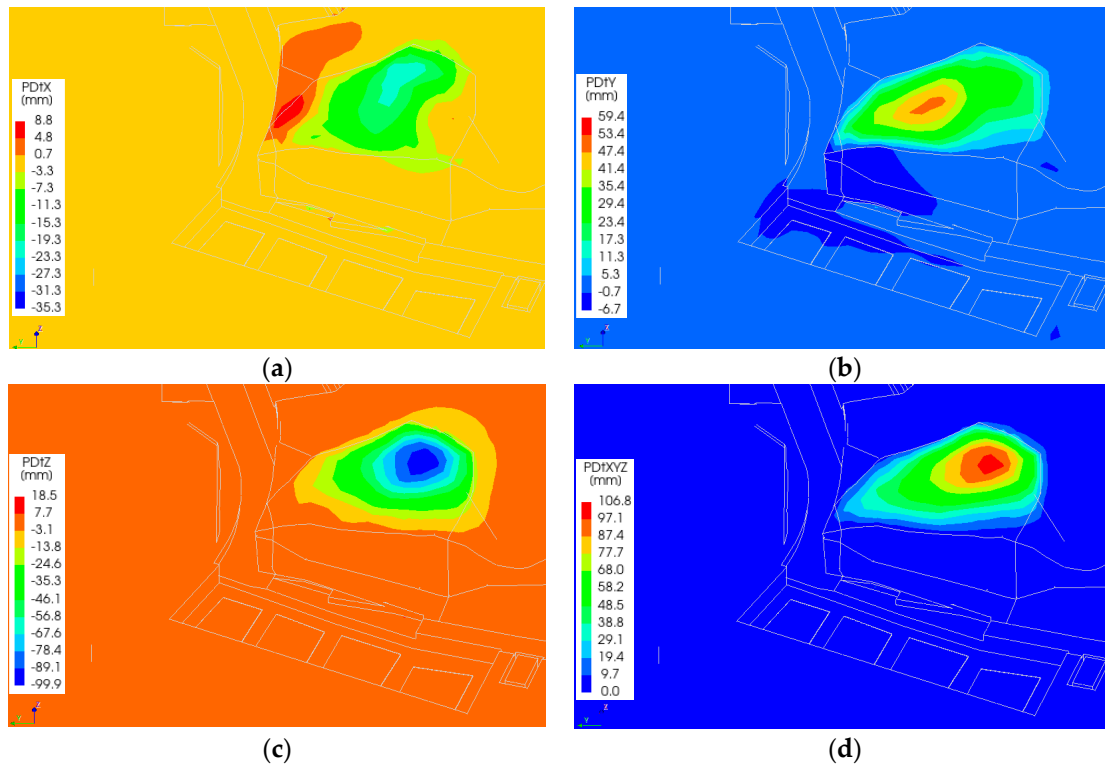 PDtX
(mm)
8.8
4.8
0.7
-3.3
-7.3
-11.3
-15.3
-19.3
-23.3
-27.3
-31.3
-35.3
Z
Y
(a)
PDtY
(mm)
59.4
53.4
47.4
41.4
35.4
29.4
23.4
17.3
11.3
5.3
-0.7
-6.7
Z
Y
(b)
PDtZ
(mm)
18.5
7.7
-3.1
-13.8
-24.6
-35.3
-46.1
-56.8
-67.6
-78.4
-89.1
-99.9
Z
Y
(c)
PDtXYZ
(mm)
106.8
97.1
87.4
77.7
68.0
58.2
48.5
38.8
29.1
19.4
9.7
0.0
Z
Y
(d)